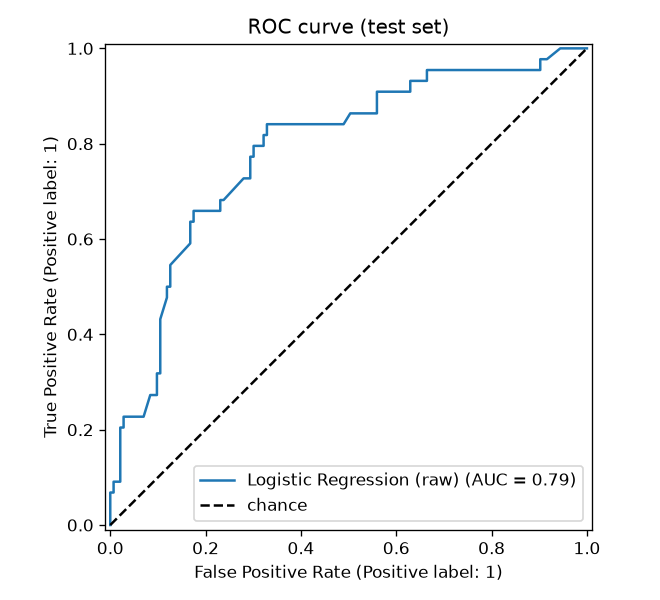 ROC curve (test set)
1.0
0.8
0.6
0.4
0.2
0.0
True Positive Rate (Positive label: 1)
Logistic Regression (raw) (AUC = 0.79)
chance
0.0 0.2 0.4 0.6 0.8 1.0
False Positive Rate (Positive label: 1)